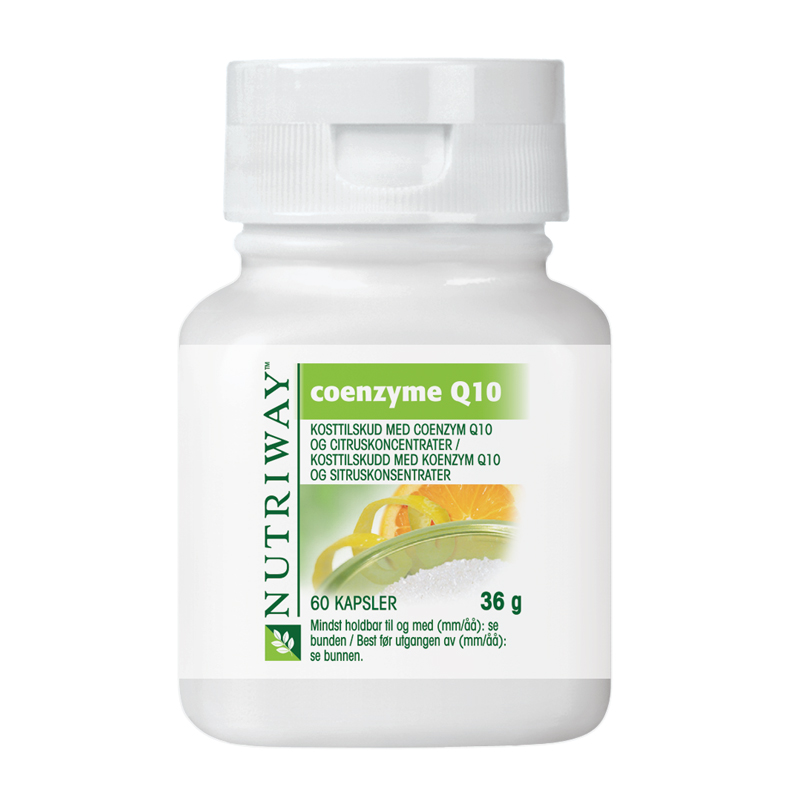 NUTRIWAY™
coenzyme Q10
KOSTTILSKUD MED COENZYM Q10
OG CITRUSKONCENTRATER /
KOSTTILSKUDD MED KOENZYM Q10
OG SITRUSKONSENTRATER
60 KAPSLER 36 g
Mindst holdbar til og med (mm/åå): se
bunden / Best før utgangen av (mm/åå):
se bunnen.